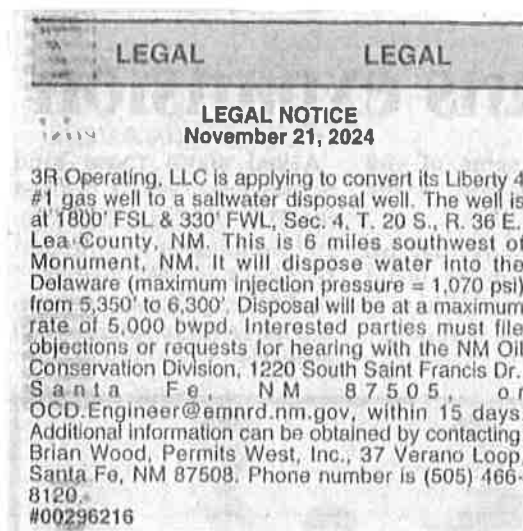 LEGAL LEGAL
LEGAL NOTICE
November 21, 2024
3R Operating, LLC is applying to convert its Liberty 4
#1 gas well to a saltwater disposal well. The well is
at 1800' FSL & 330' FWL, Sec. 4, T. 20 S., R. 36 E.,
Lea County, NM. This is 6 miles southwest of
Monument, NM. It will dispose water into the
Delaware (maximum injection pressure = 1,070 psi)
from 5,350' to 6,300'. Disposal will be at a maximum
rate of 5,000 bwpd. Interested parties must file
objections or requests for hearing with the NM Oil
Conservation Division, 1220 South Saint Francis Dr.,
Santa Fe, NM 87505, or
OCD.Engineer@emnrd.nm.gov, within 15 days.
Additional information can be obtained by contacting:
Brian Wood, Permits West, Inc., 37 Verano Loop,
Santa Fe, NM 87508. Phone number is (505) 466-
8120.
#00296216